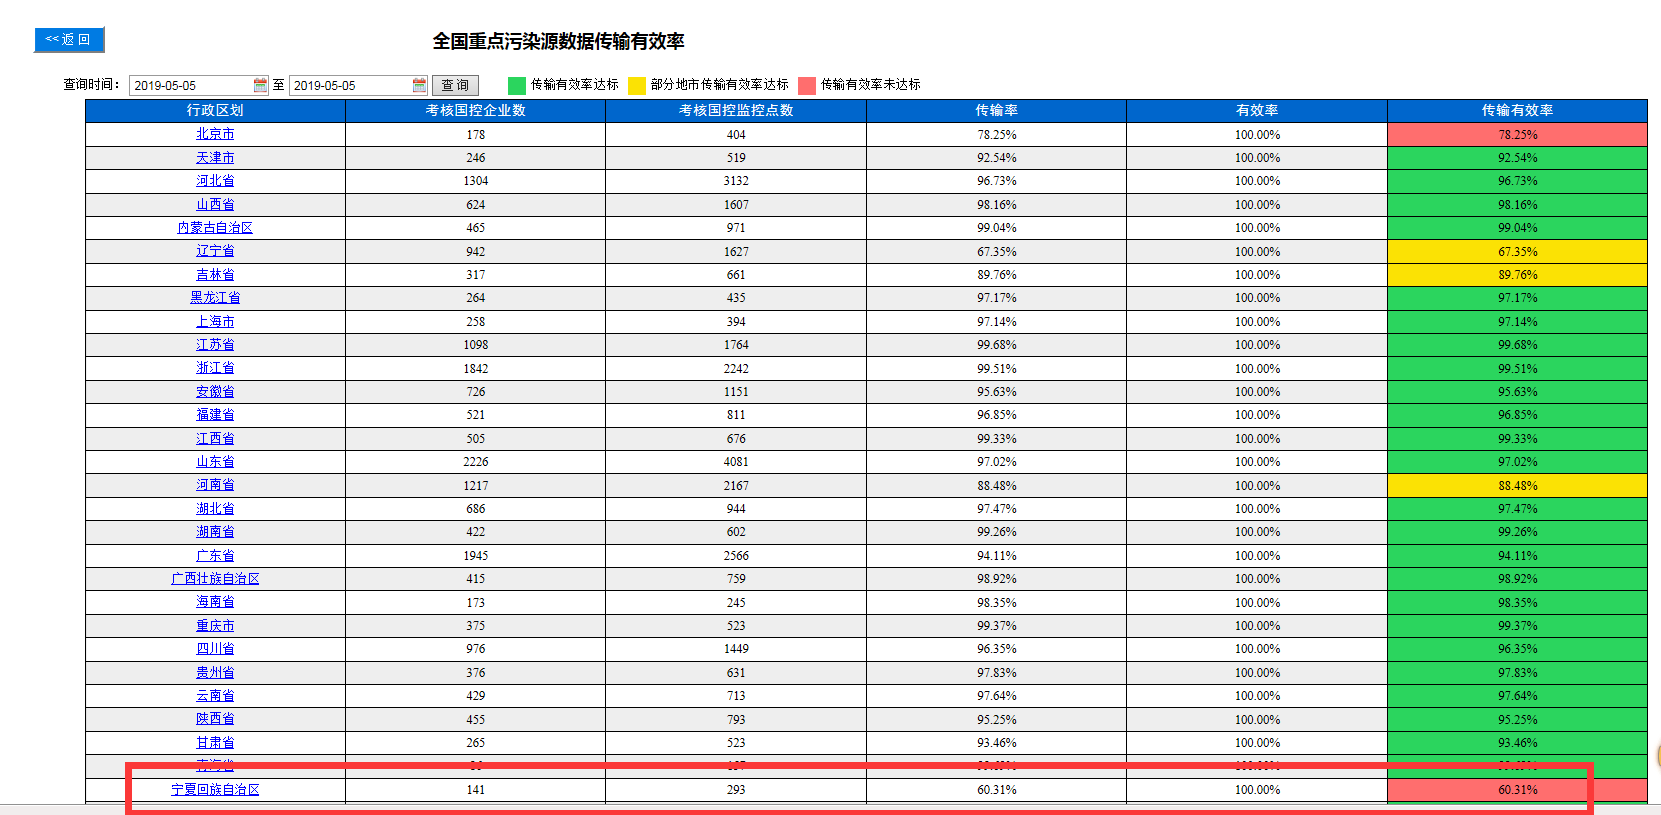 << 返 回
全国重点污染源数据传输有效率
查询时间： 2019-05-05 至 2019-05-05 查 询 传输有效率达标 部分地市传输有效率达标 传输有效率未达标
行政区划 考核国控企业数 考核国控监控点数 传输率 有效率 传输有效率
北京市 178 404 78.25% 100.00% 78.25%
天津市 246 519 92.54% 100.00% 92.54%
河北省 1304 3132 96.73% 100.00% 96.73%
山西省 624 1607 98.16% 100.00% 98.16%
内蒙古自治区 465 971 99.04% 100.00% 99.04%
辽宁省 942 1627 67.35% 100.00% 67.35%
吉林省 317 661 89.76% 100.00% 89.76%
黑龙江省 264 435 97.17% 100.00% 97.17%
上海市 258 394 97.14% 100.00% 97.14%
江苏省 1098 1764 99.68% 100.00% 99.68%
浙江省 1842 2242 99.51% 100.00% 99.51%
安徽省 726 1151 95.63% 100.00% 95.63%
福建省 521 811 96.85% 100.00% 96.85%
江西省 505 676 99.33% 100.00% 99.33%
山东省 2226 4081 97.02% 100.00% 97.02%
河南省 1217 2167 88.48% 100.00% 88.48%
湖北省 686 944 97.47% 100.00% 97.47%
湖南省 422 602 99.26% 100.00% 99.26%
广东省 1945 2566 94.11% 100.00% 94.11%
广西壮族自治区 415 759 98.92% 100.00% 98.92%
海南省 173 245 98.35% 100.00% 98.35%
重庆市 375 523 99.37% 100.00% 99.37%
四川省 976 1449 96.35% 100.00% 96.35%
贵州省 376 631 97.83% 100.00% 97.83%
云南省 429 713 97.64% 100.00% 97.64%
陕西省 455 793 95.25% 100.00% 95.25%
甘肃省 265 523 93.46% 100.00% 93.46%
青海省
宁夏回族自治区 141 293 60.31% 100.00% 60.31%